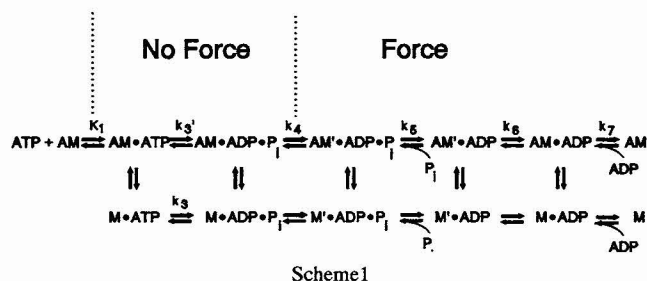 No Force Force
K1 k3' k4 k5 k6 k7
ATP + AM ⇌ AM•ATP ⇌ AM•ADP•Pi ⇌ AM'•ADP•Pi ⇌ AM'•ADP ⇌ AM•ADP ⇌ AM
Pi ADP
k3
M•ATP ⇌ M•ADP•Pi ⇌ M'•ADP•Pi ⇌ M'•ADP ⇌ M•ADP ⇌ M
P. ADP
Scheme1